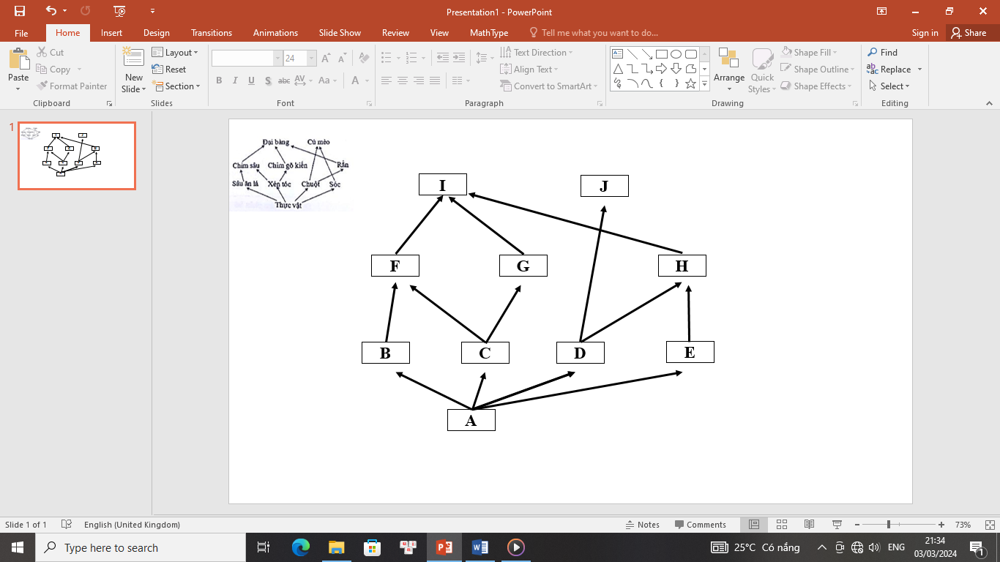 Presentation1 - PowerPoint
File Home Insert Design Transitions Animations Slide Show Review View MathType Tell me what you want to do... Sign in Share
Paste
Cut
Copy
Format Painter
Clipboard
New Slide
Layout
Reset
Section
Slides
24
B I U S abc AV Aa A
Font
Text Direction
Align Text
Convert to SmartArt
Paragraph
Arrange
Quick Styles
Shape Fill
Shape Outline
Shape Effects
Drawing
Find
Replace
Select
Editing
1
Đại bàng Cú mèo
Chim sâu Chim gõ kiến Rắn
Sâu ăn lá Xén tóc Chuột Sóc
Thực vật
I J
F G H
B C D E
A
Slide 1 of 1 English (United Kingdom) Notes Comments 73%
Type here to search
25°C Có nắng ENG
21:34
03/03/2024
1